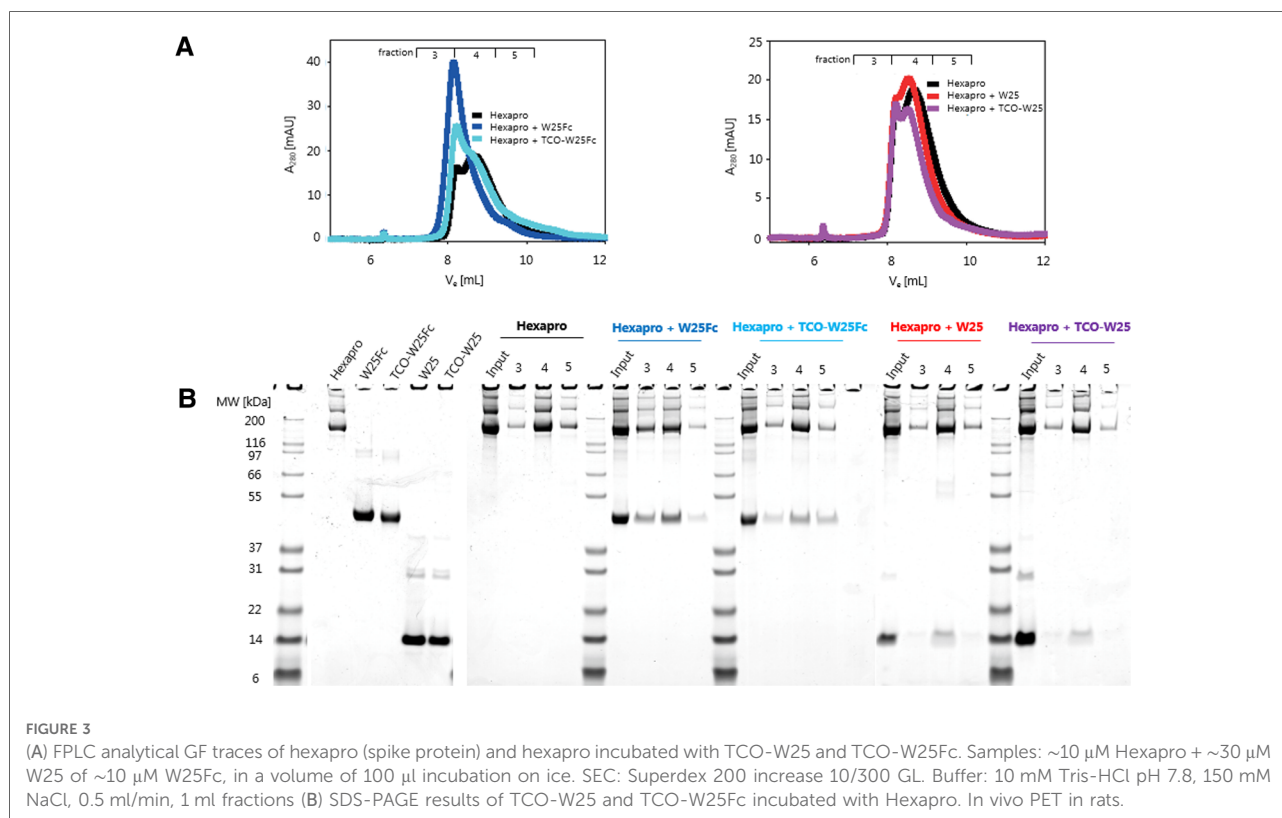 A
fraction 3 4 5
40
30
20
10
0
A280 [mAU]
Hexapro
Hexapro + W25Fc
Hexapro + TCO-W25Fc
6 8 10 12
Ve [mL]
fraction 3 4 5
25
20
15
10
5
0
A280 [mAU]
Hexapro
Hexapro + W25
Hexapro + TCO-W25
6 8 10 12
Ve [mL]
B
Hexapro W25Fc TCO-W25Fc W25 TCO-W25
Hexapro
Input 3 4 5
Hexapro + W25Fc
Input 3 4 5
Hexapro + TCO-W25Fc
Input 3 4 5
Hexapro + W25
Input 3 4 5
Hexapro + TCO-W25
Input 3 4 5
MW [kDa]
200
116
97
66
55
37
31
22
14
6
FIGURE 3
(A) FPLC analytical GF traces of hexapro (spike protein) and hexapro incubated with TCO-W25 and TCO-W25Fc. Samples: ~10 μM Hexapro + ~30 μM
W25 of ~10 μM W25Fc, in a volume of 100 μl incubation on ice. SEC: Superdex 200 increase 10/300 GL. Buffer: 10 mM Tris-HCl pH 7.8, 150 mM
NaCl, 0.5 ml/min, 1 ml fractions (B) SDS-PAGE results of TCO-W25 and TCO-W25Fc incubated with Hexapro. In vivo PET in rats.